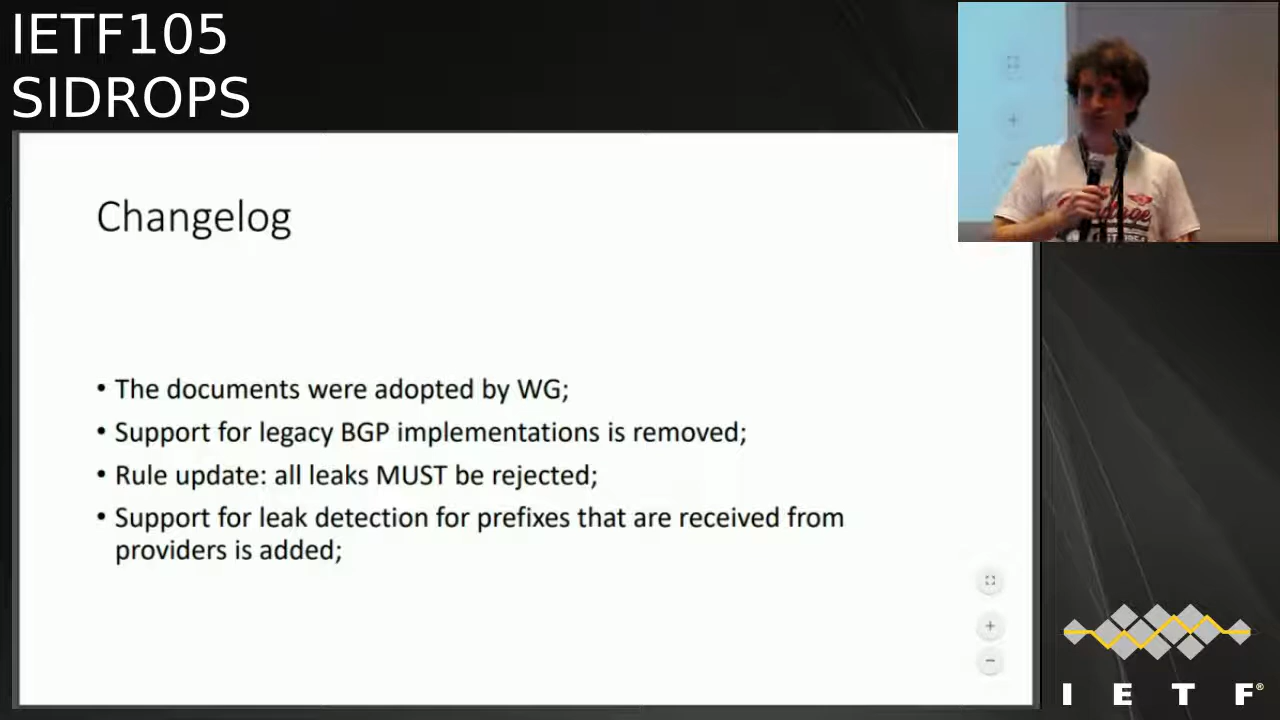 IETF105
SIDROPS
Changelog
• The documents were adopted by WG;
• Support for legacy BGP implementations is removed;
• Rule update: all leaks MUST be rejected;
• Support for leak detection for prefixes that are received from
providers is added;
I E T F®